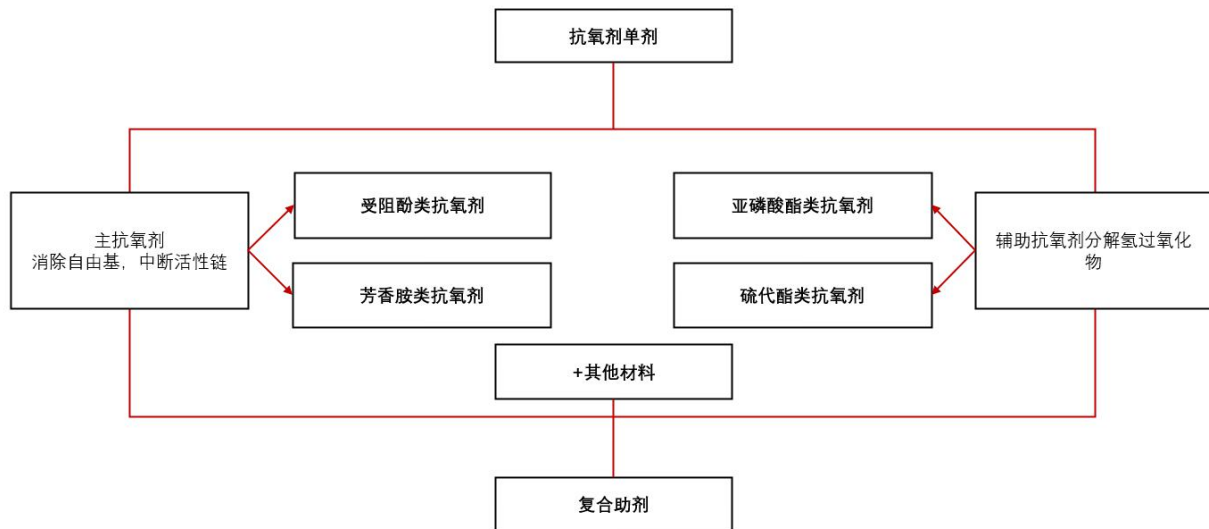 抗氧剂单剂
受阻酚类抗氧剂
亚磷酸酯类抗氧剂
主抗氧剂
消除自由基，中断活性链
辅助抗氧剂分解氢过氧化
物
芳香胺类抗氧剂
硫代酯类抗氧剂
+其他材料
复合助剂